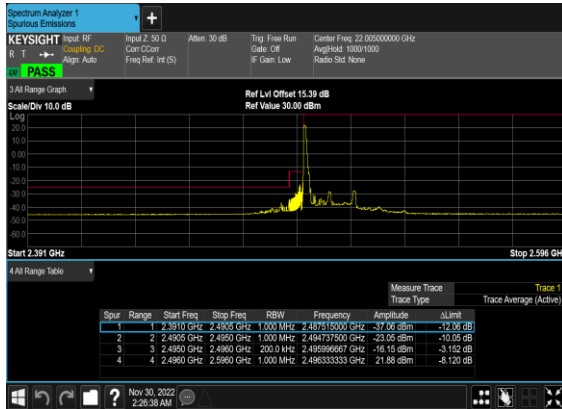 Spectrum Analyzer 1
Spurious Emissions
KEYSIGHT Input: RF Input Z: 50 Ω Atten: 30 dB Trig: Free Run Center Freq: 22.005000000 GHz
R T Coupling: DC Corr CCorr Gate: Off Avg|Hold: 1000/1000
Align: Auto Freq Ref: Int (S) IF Gain: Low Radio Std: None
LV PASS
3 All Range Graph Ref Lvl Offset 15.39 dB
Scale/Div 10.0 dB Ref Value 30.00 dBm
Log
20.0
10.0
0.00
-10.0
-20.0
-30.0
-40.0
-50.0
-60.0
Start 2.391 GHz Stop 2.596 GH
4 All Range Table
Measure Trace Trace 1
Trace Type Trace Average (Active)
Spur Range Start Freq Stop Freq RBW Frequency Amplitude ΔLimit
1 1 2.3910 GHz 2.4905 GHz 1.000 MHz 2.487515000 GHz -37.06 dBm -12.06 dB
2 2 2.4905 GHz 2.4950 GHz 1.000 MHz 2.494737500 GHz -23.05 dBm -10.05 dB
3 3 2.4950 GHz 2.4960 GHz 200.0 kHz 2.495996667 GHz -16.15 dBm -3.152 dB
4 4 2.4960 GHz 2.5960 GHz 1.000 MHz 2.496333333 GHz 21.88 dBm -8.120 dB
Nov 30, 2022
2:26:38 AM